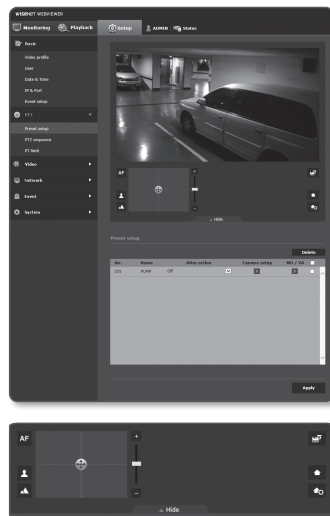 WISENET WEBVIEWER
Monitoring Playback Setup ADMIN Status
Basic
Video profile
User
Date & Time
IP & Port
Event setup
PTZ
Preset setup
PTZ sequence
PT limit
Video
Network
Event
System
AF
+
-
Hide
Preset setup
Delete
No. Name After action Camera setup MD / VA
Off
Apply
AF
+
-
Hide